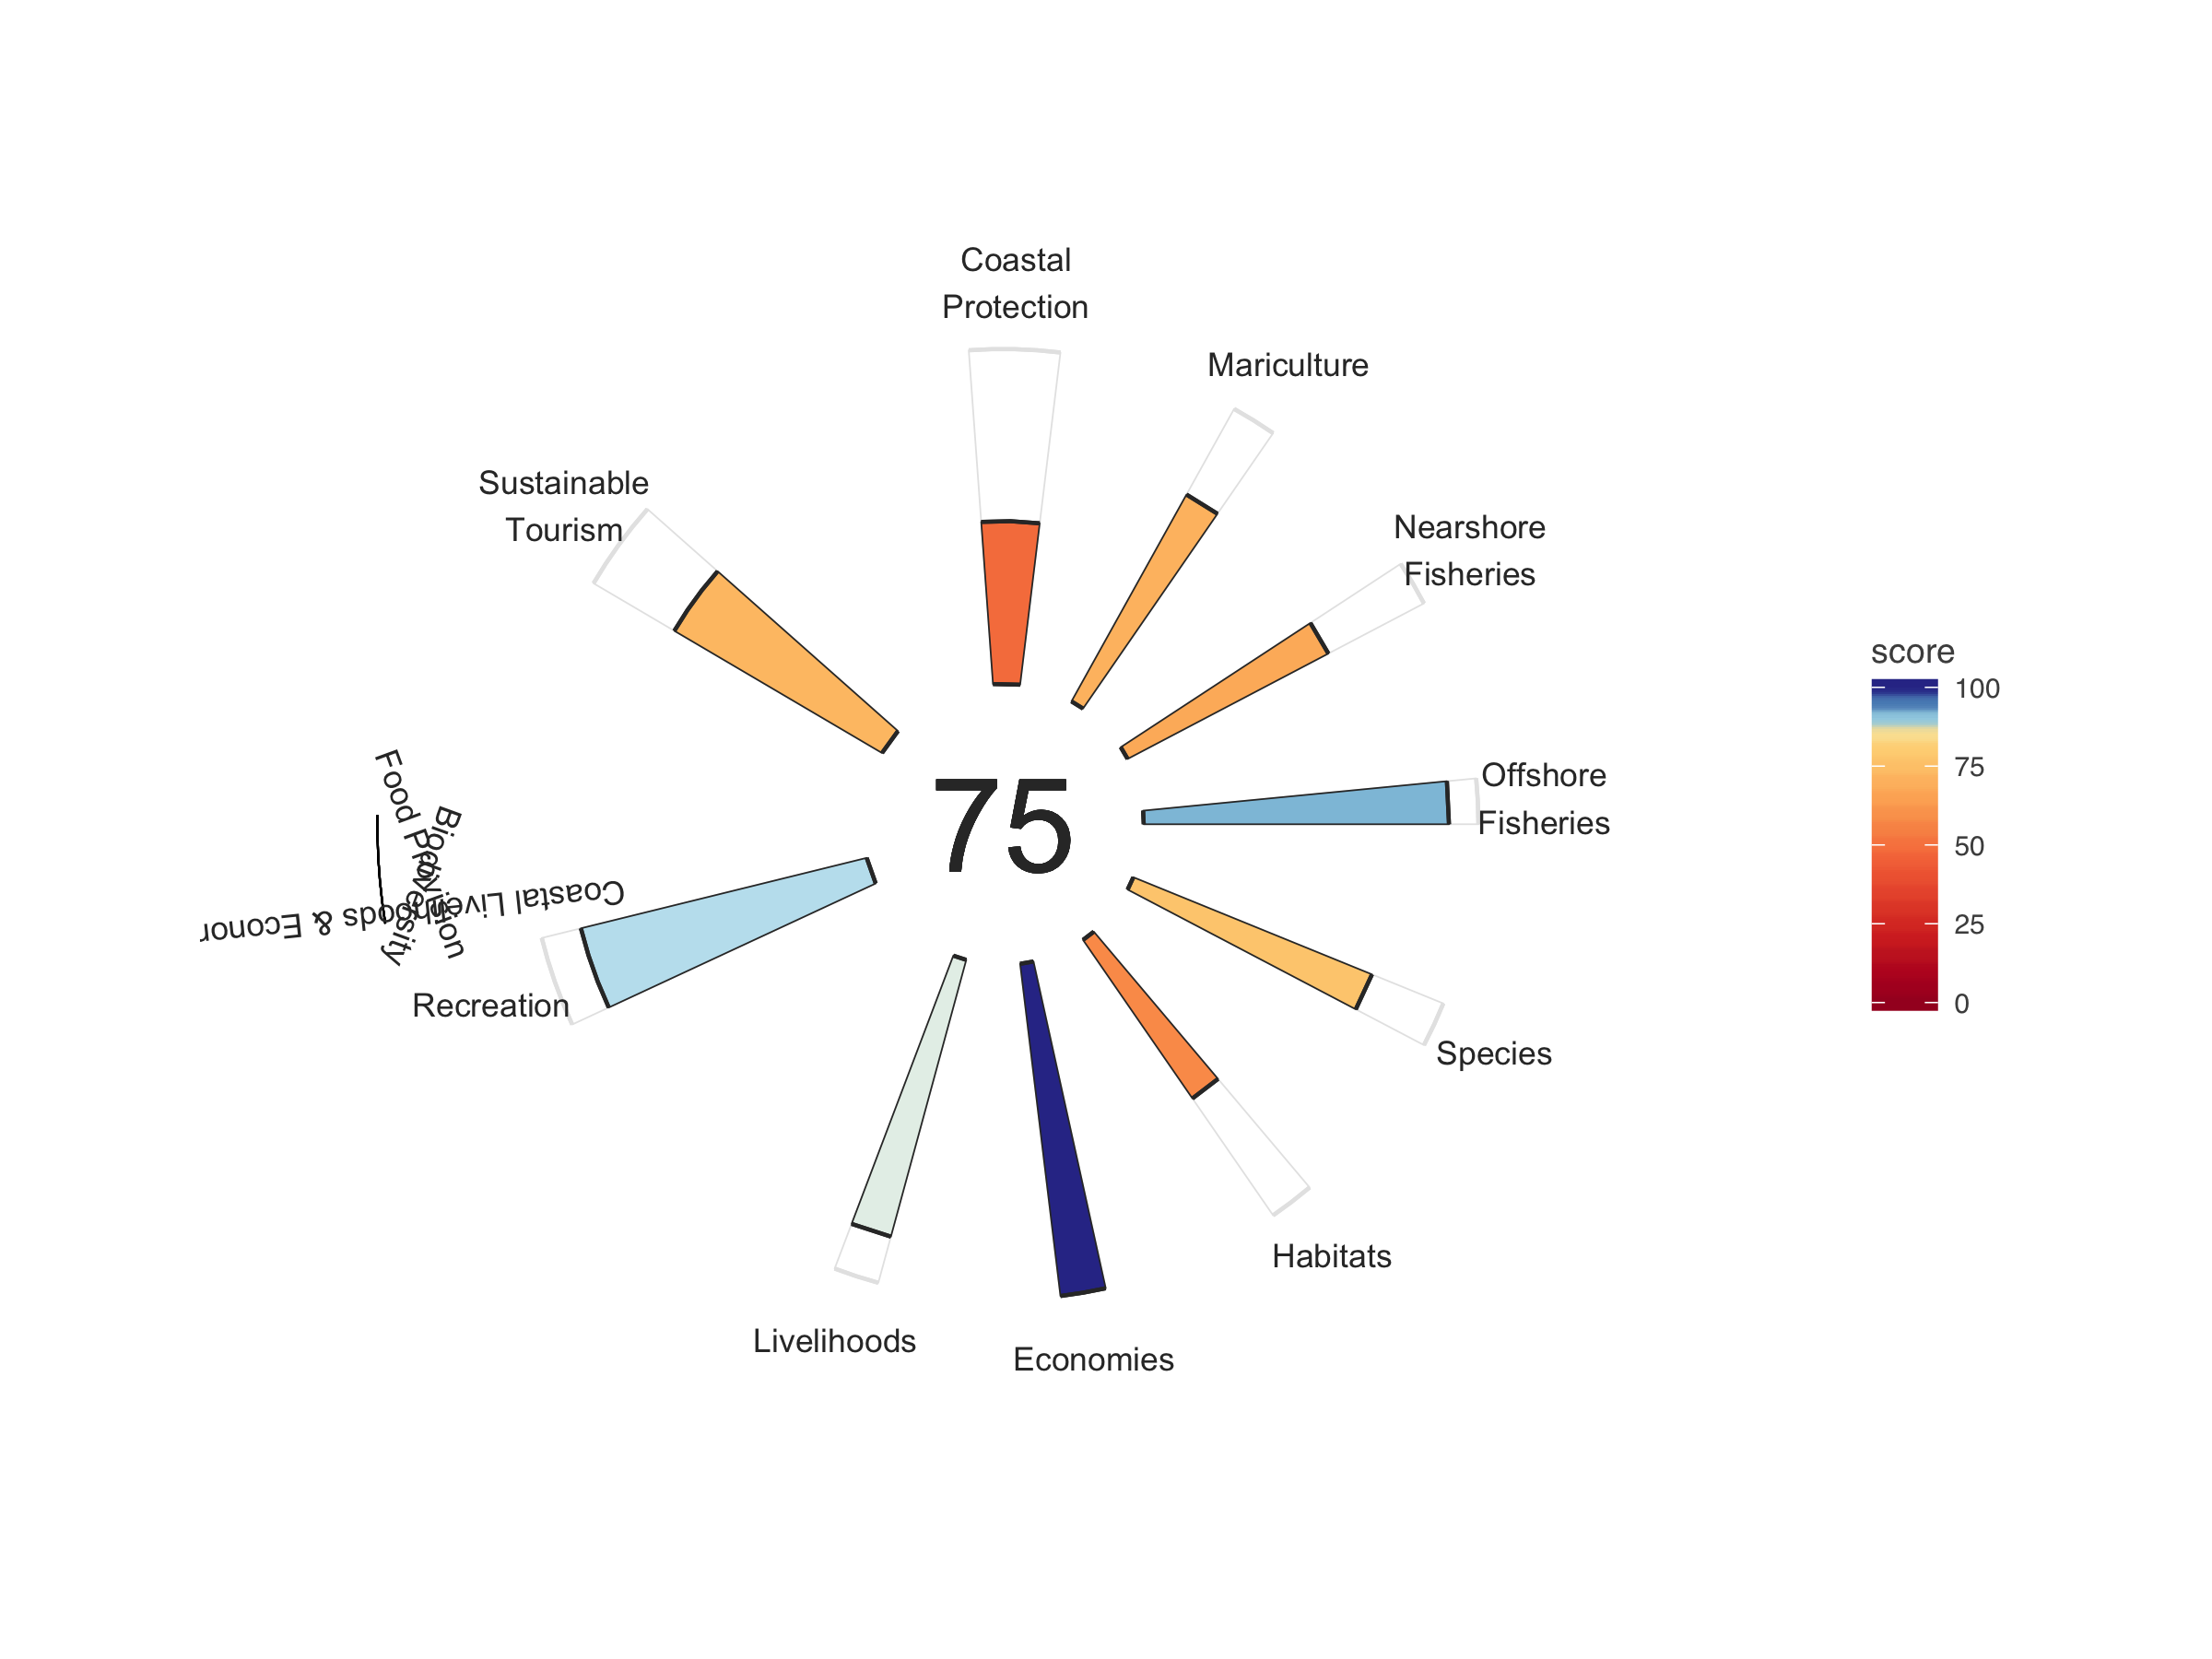 Coastal
Protection
Mariculture
Sustainable
Tourism
Nearshore
Fisheries
Offshore
Fisheries
75
score
100
75
50
25
0
Food Provision
Biodiversity
Coastal Livelihoods & Econor
Recreation
Species
Habitats
Livelihoods
Economies